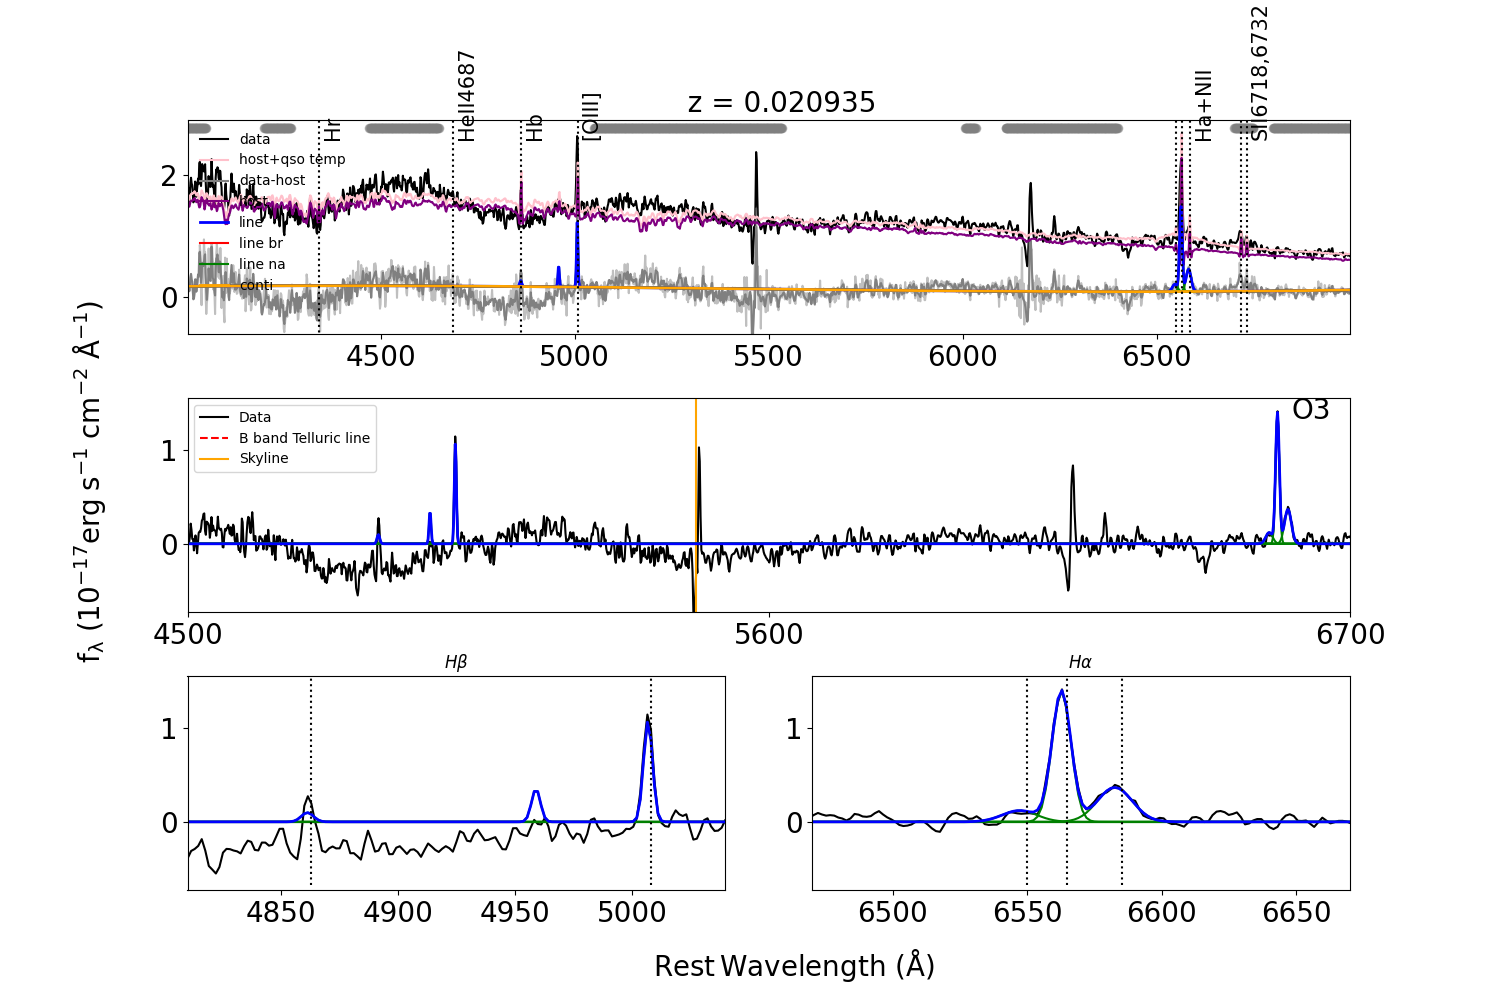 z = 0.020935
Hr
HeII4687
Hb
[OIII]
Ha+NII
SII6718,6732
data
host+qso temp
data-host
host
line
line br
line na
conti
2
0
4500 5000 5500 6000 6500
Data
B band Telluric line
Skyline
O3
1
0
4500 5600 6700
fλ (10−17erg s−1 cm−2 Å−1)
Hβ
1
0
4850 4900 4950 5000
Hα
1
0
6500 6550 6600 6650
Rest Wavelength (Å)